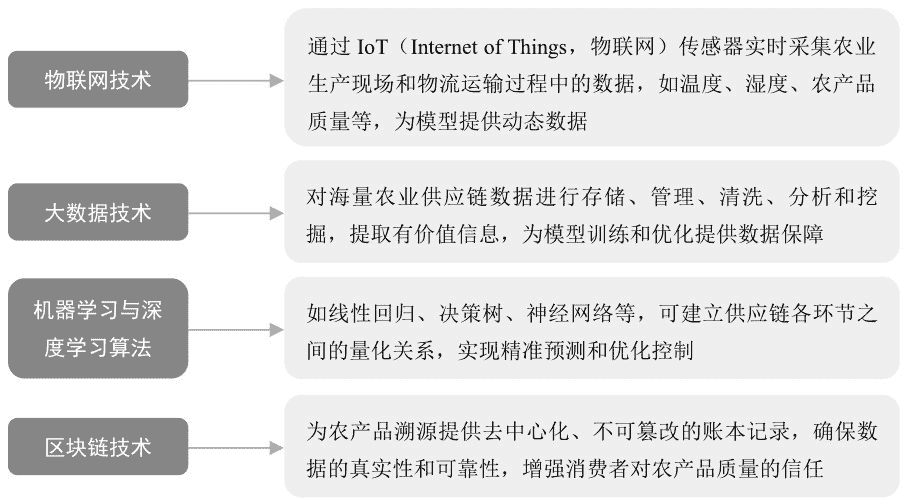 物联网技术
通过 IoT（Internet of Things，物联网）传感器实时采集农业
生产现场和物流运输过程中的数据，如温度、湿度、农产品
质量等，为模型提供动态数据
大数据技术
对海量农业供应链数据进行存储、管理、清洗、分析和挖
掘，提取有价值信息，为模型训练和优化提供数据保障
机器学习与深
度学习算法
如线性回归、决策树、神经网络等，可建立供应链各环节之
间的量化关系，实现精准预测和优化控制
区块链技术
为农产品溯源提供去中心化、不可篡改的账本记录，确保数
据的真实性和可靠性，增强消费者对农产品质量的信任